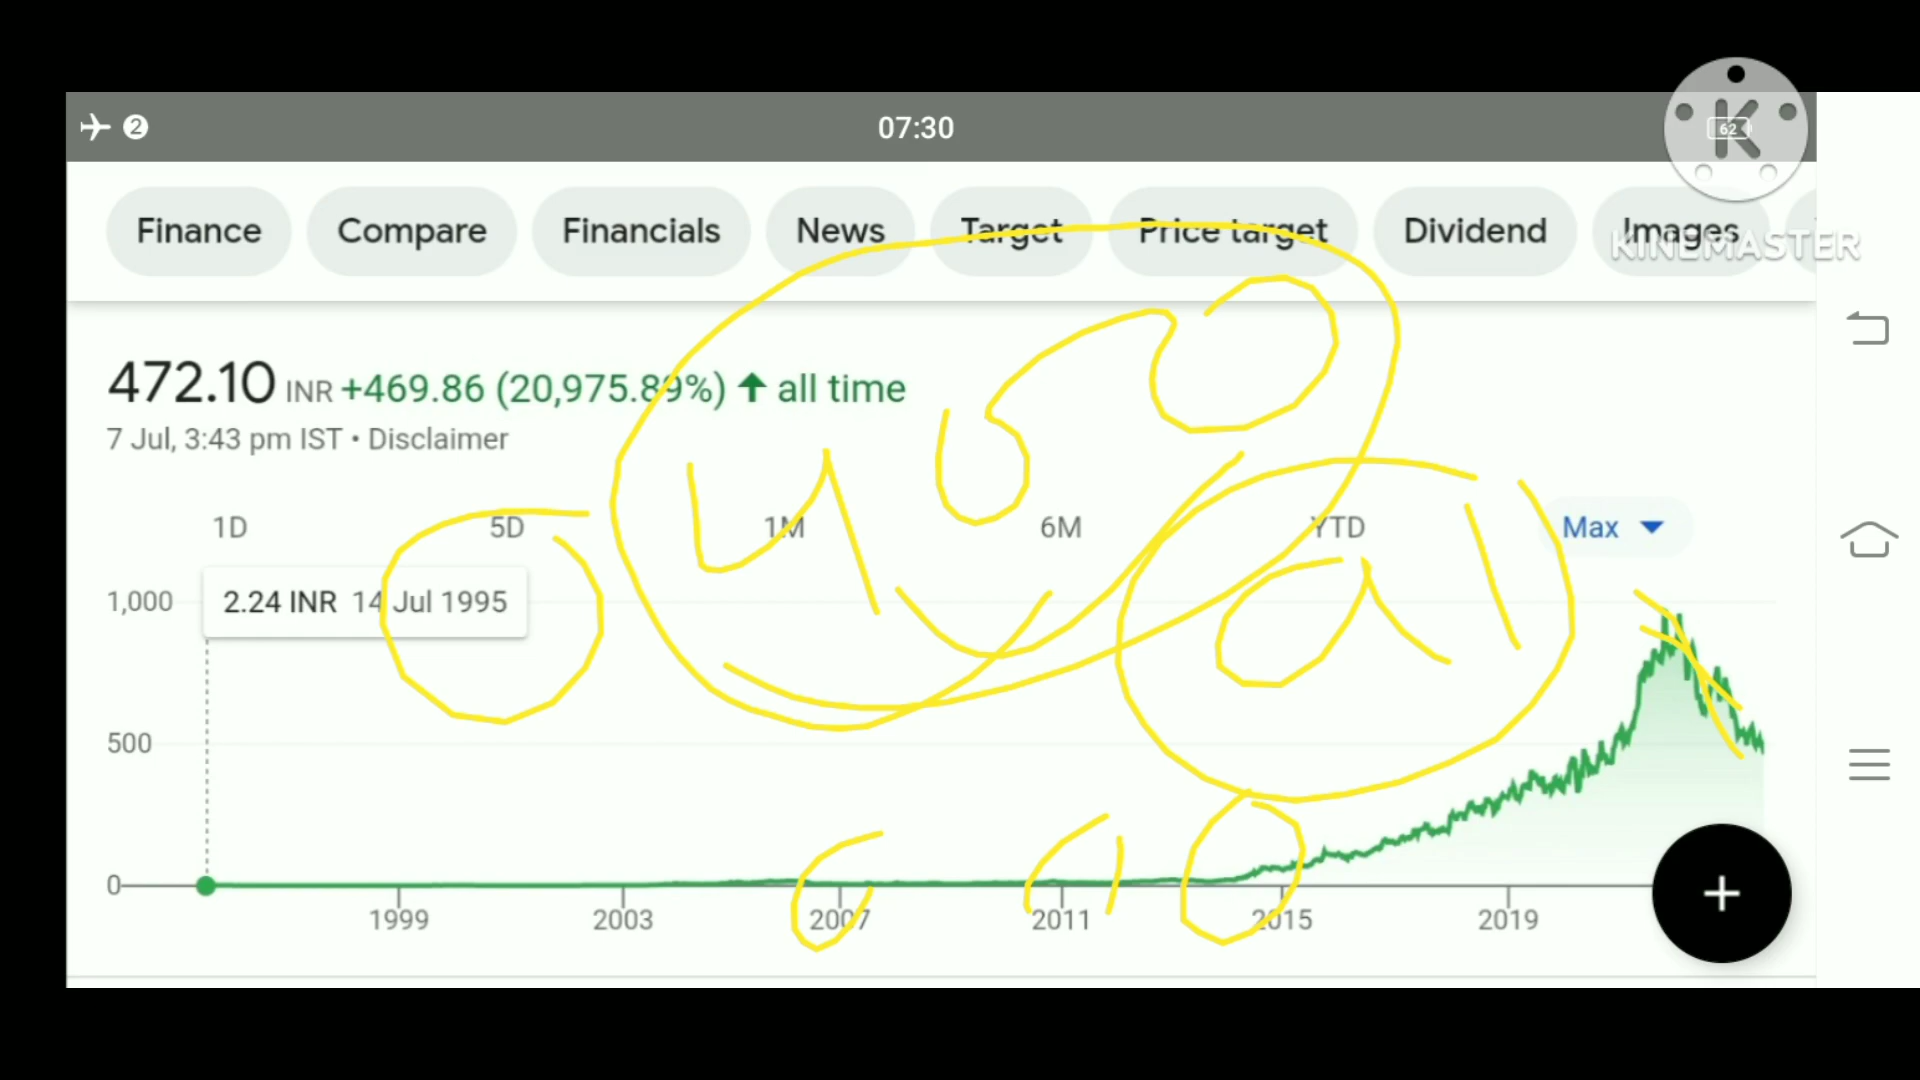 2 07:30 62
K
Finance Compare Financials News Target Price target Dividend Images
KINEMASTER
472.10 INR +469.86 (20,975.89%) ↑ all time
7 Jul, 3:43 pm IST • Disclaimer
1D 5D 1M 6M YTD Max
1,000
2.24 INR 14 Jul 1995
500
0
1999 2003 2007 2011 2015 2019
+